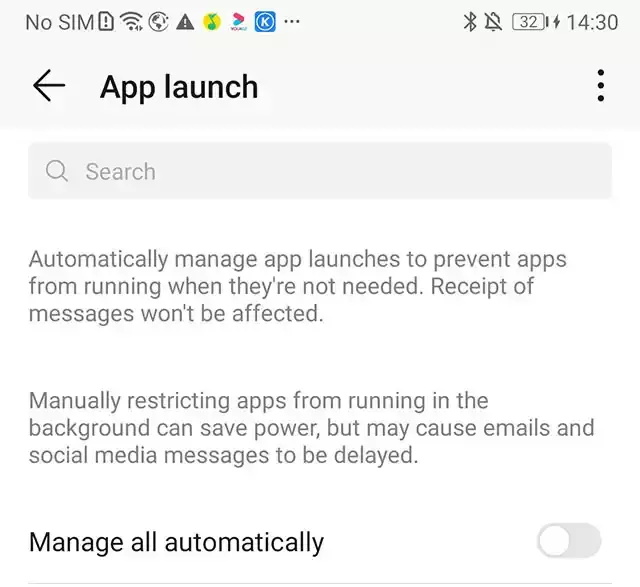 No SIM 32 14:30
App launch
Search
Automatically manage app launches to prevent apps
from running when they're not needed. Receipt of
messages won't be affected.
Manually restricting apps from running in the
background can save power, but may cause emails and
social media messages to be delayed.
Manage all automatically